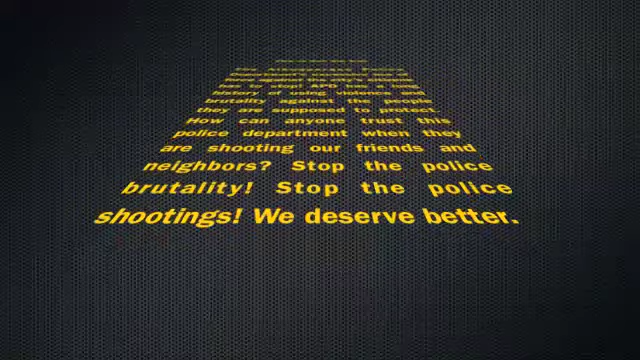 has to stop! APD has a long
history of using violence and
brutality against the people
they are supposed to protect.
How can anyone trust this
police department when they
are shooting our friends and
neighbors? Stop the police
brutality! Stop the police
shootings! We deserve better.